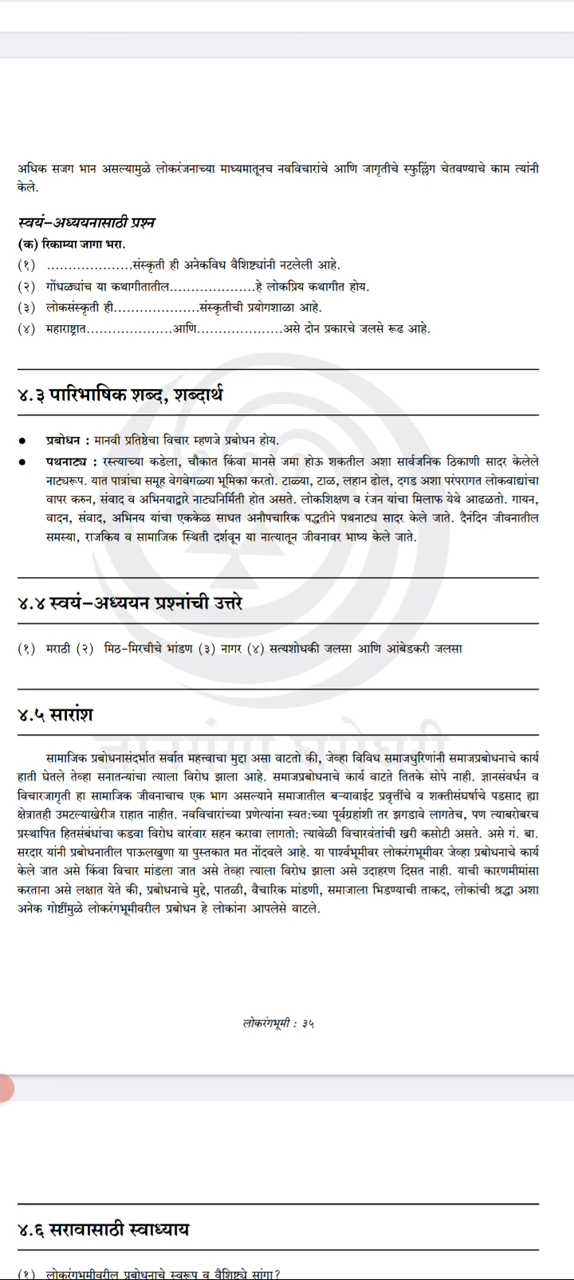 अधिक सजग भान असल्यामुळे लोकरंजनाच्या माध्यमातूनच नवविचारांचे आणि जागृतीचे स्फुल्लिंग चेतवण्याचे काम त्यांनी
केले.
स्वयं–अध्ययनासाठी प्रश्न
(क) रिकाम्या जागा भरा.
(१) ....................संस्कृती ही अनेकविध वैशिष्ट्यांनी नटलेली आहे.
(२) गोंधळ्यांच या कथागीतातील....................हे लोकप्रिय कथागीत होय.
(३) लोकसंस्कृती ही....................संस्कृतीची प्रयोगशाळा आहे.
(४) महाराष्ट्रात....................आणि....................असे दोन प्रकारचे जलसे रूढ आहे.
४.३ पारिभाषिक शब्द, शब्दार्थ
● प्रबोधन : मानवी प्रतिष्ठेचा विचार म्हणजे प्रबोधन होय.
● पथनाट्य : रस्त्याच्या कडेला, चौकात किंवा मानसे जमा होऊ शकतील अशा सार्वजनिक ठिकाणी सादर केलेले
नाट्यरूप. यात पात्रांचा समूह वेगवेगळ्या भूमिका करतो. टाळ्या, टाळ, लहान ढोल, दगड अशा परंपरागत लोकवाद्यांचा
वापर करुन, संवाद व अभिनयाद्वारे नाट्यनिर्मिती होत असते. लोकशिक्षण व रंजन यांचा मिलाफ येथे आढळतो. गायन,
वादन, संवाद, अभिनय यांचा एककेळ साधत अनौपचारिक पद्धतीने पथनाट्य सादर केले जाते. दैनंदिन जीवनातील
समस्या, राजकिय व सामाजिक स्थिती दर्शवून या नात्यातून जीवनावर भाष्य केले जाते.
४.४ स्वयं–अध्ययन प्रश्नांची उत्तरे
(१) मराठी (२) मिठ-मिरचीचे भांडण (३) नागर (४) सत्यशोधकी जलसा आणि आंबेडकरी जलसा
४.५ सारांश
ज्ञानगंगा घरोघरी
सामाजिक प्रबोधनासंदर्भात सर्वात महत्त्वाचा मुद्दा असा वाटतो की, जेव्हा विविध समाजधुरिणांनी समाजप्रबोधनाचे कार्य
हाती घेतले तेव्हा सनातन्यांचा त्याला विरोध झाला आहे. समाजप्रबोधनाचे कार्य वाटते तितके सोपे नाही. ज्ञानसंवर्धन व
विचारजागृती हा सामाजिक जीवनाचाच एक भाग असल्याने समाजातील बऱ्यावाईट प्रवृत्तींचे व शक्तीसंघर्षाचे पडसाद ह्या
क्षेत्रातही उमटल्याखेरीज राहात नाहीत. नवविचारांच्या प्रणेत्यांना स्वत:च्या पूर्वग्रहांशी तर झगडावे लागतेच, पण त्याबरोबरच
प्रस्थापित हितसंबंधांचा कडवा विरोध वारंवार सहन करावा लागतो: त्यावेळी विचारवंतांची खरी कसोटी असते. असे गं. बा.
सरदार यांनी प्रबोधनातील पाऊलखुणा या पुस्तकात मत नोंदवले आहे. या पार्श्वभूमीवर लोकरंगभूमीवर जेव्हा प्रबोधनाचे कार्य
केले जात असे किंवा विचार मांडला जात असे तेव्हा त्याला विरोध झाला असे उदाहरण दिसत नाही. याची कारणमीमांसा
करताना असे लक्षात येते की, प्रबोधनाचे मुद्दे, पातळी, वैचारिक मांडणी, समाजाला भिडण्याची ताकद, लोकांची श्रद्धा अशा
अनेक गोष्टींमुळे लोकरंगभूमीवरील प्रबोधन हे लोकांना आपलेसे वाटले.
लोकरंगभूमी : ३५
४.६ सरावासाठी स्वाध्याय
(१) लोकरंगभूमीवरील प्रबोधनाचे स्वरूप व वैशिष्ट्ये सांगा?